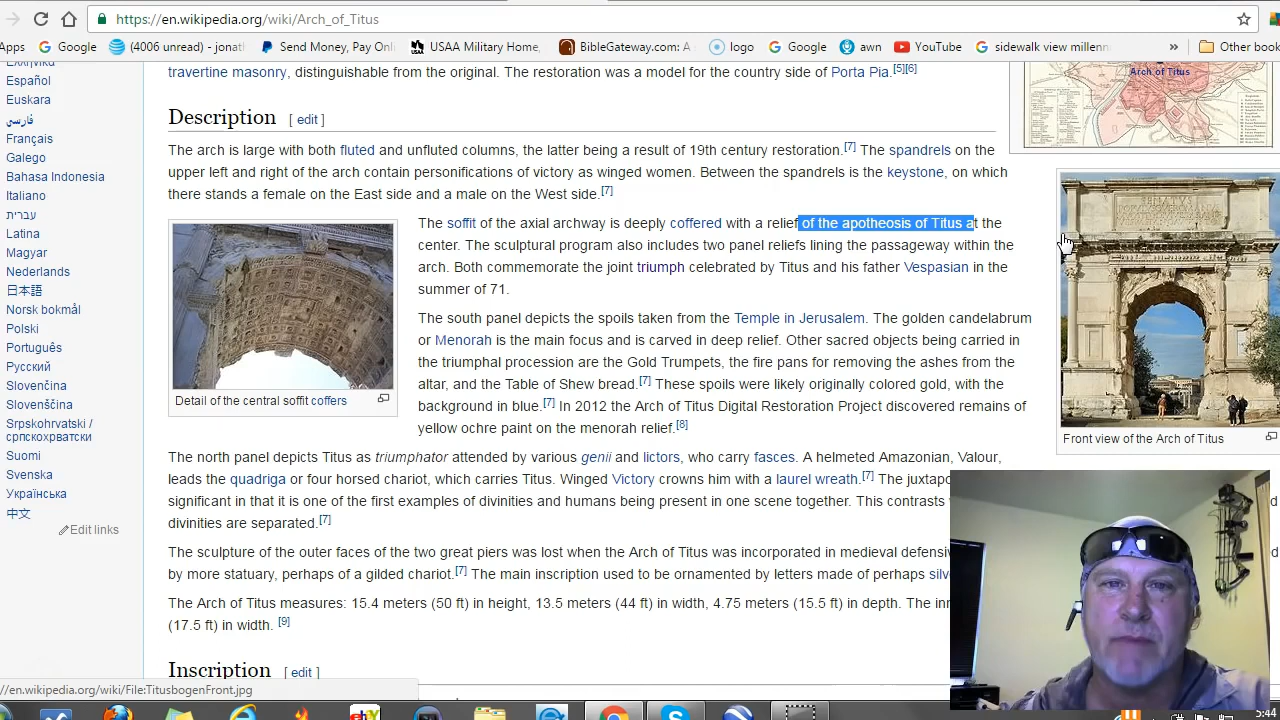 https://en.wikipedia.org/wiki/Arch_of_Titus
Apps
Google
(4006 unread) - jonath
Send Money, Pay Onli
USAA Military Home,
BibleGateway.com: A
logo
Google
awn
YouTube
sidewalk view millenn
»
Other book
Ελληνικά
Español
Euskara
فارسی
Français
Galego
Bahasa Indonesia
Italiano
עברית
Latina
Magyar
Nederlands
日本語
Norsk bokmål
Polski
Português
Русский
Slovenčina
Slovenščina
Srpskohrvatski /
српскохрватски
Suomi
Svenska
Українська
中文
Edit links
travertine masonry, distinguishable from the original. The restoration was a model for the country side of Porta Pia.[5][6]
Description [ edit ]
The arch is large with both fluted and unfluted columns, the latter being a result of 19th century restoration.[7] The spandrels on the
upper left and right of the arch contain personifications of victory as winged women. Between the spandrels is the keystone, on which
there stands a female on the East side and a male on the West side.[7]
The soffit of the axial archway is deeply coffered with a relief of the apotheosis of Titus at the
center. The sculptural program also includes two panel reliefs lining the passageway within the
arch. Both commemorate the joint triumph celebrated by Titus and his father Vespasian in the
summer of 71.
The south panel depicts the spoils taken from the Temple in Jerusalem. The golden candelabrum
or Menorah is the main focus and is carved in deep relief. Other sacred objects being carried in
the triumphal procession are the Gold Trumpets, the fire pans for removing the ashes from the
altar, and the Table of Shew bread.[7] These spoils were likely originally colored gold, with the
background in blue.[7] In 2012 the Arch of Titus Digital Restoration Project discovered remains of
yellow ochre paint on the menorah relief.[8]
Detail of the central soffit coffers
The north panel depicts Titus as triumphator attended by various genii and lictors, who carry fasces. A helmeted Amazonian, Valour,
leads the quadriga or four horsed chariot, which carries Titus. Winged Victory crowns him with a laurel wreath.[7] The juxtapo
significant in that it is one of the first examples of divinities and humans being present in one scene together. This contrasts
divinities are separated.[7]
The sculpture of the outer faces of the two great piers was lost when the Arch of Titus was incorporated in medieval defensiv
by more statuary, perhaps of a gilded chariot.[7] The main inscription used to be ornamented by letters made of perhaps silv
The Arch of Titus measures: 15.4 meters (50 ft) in height, 13.5 meters (44 ft) in width, 4.75 meters (15.5 ft) in depth. The inn
(17.5 ft) in width. [9]
Inscription [ edit ]
Arch of Titus
Front view of the Arch of Titus
//en.wikipedia.org/wiki/File:TitusbogenFront.jpg
ebY
5:44